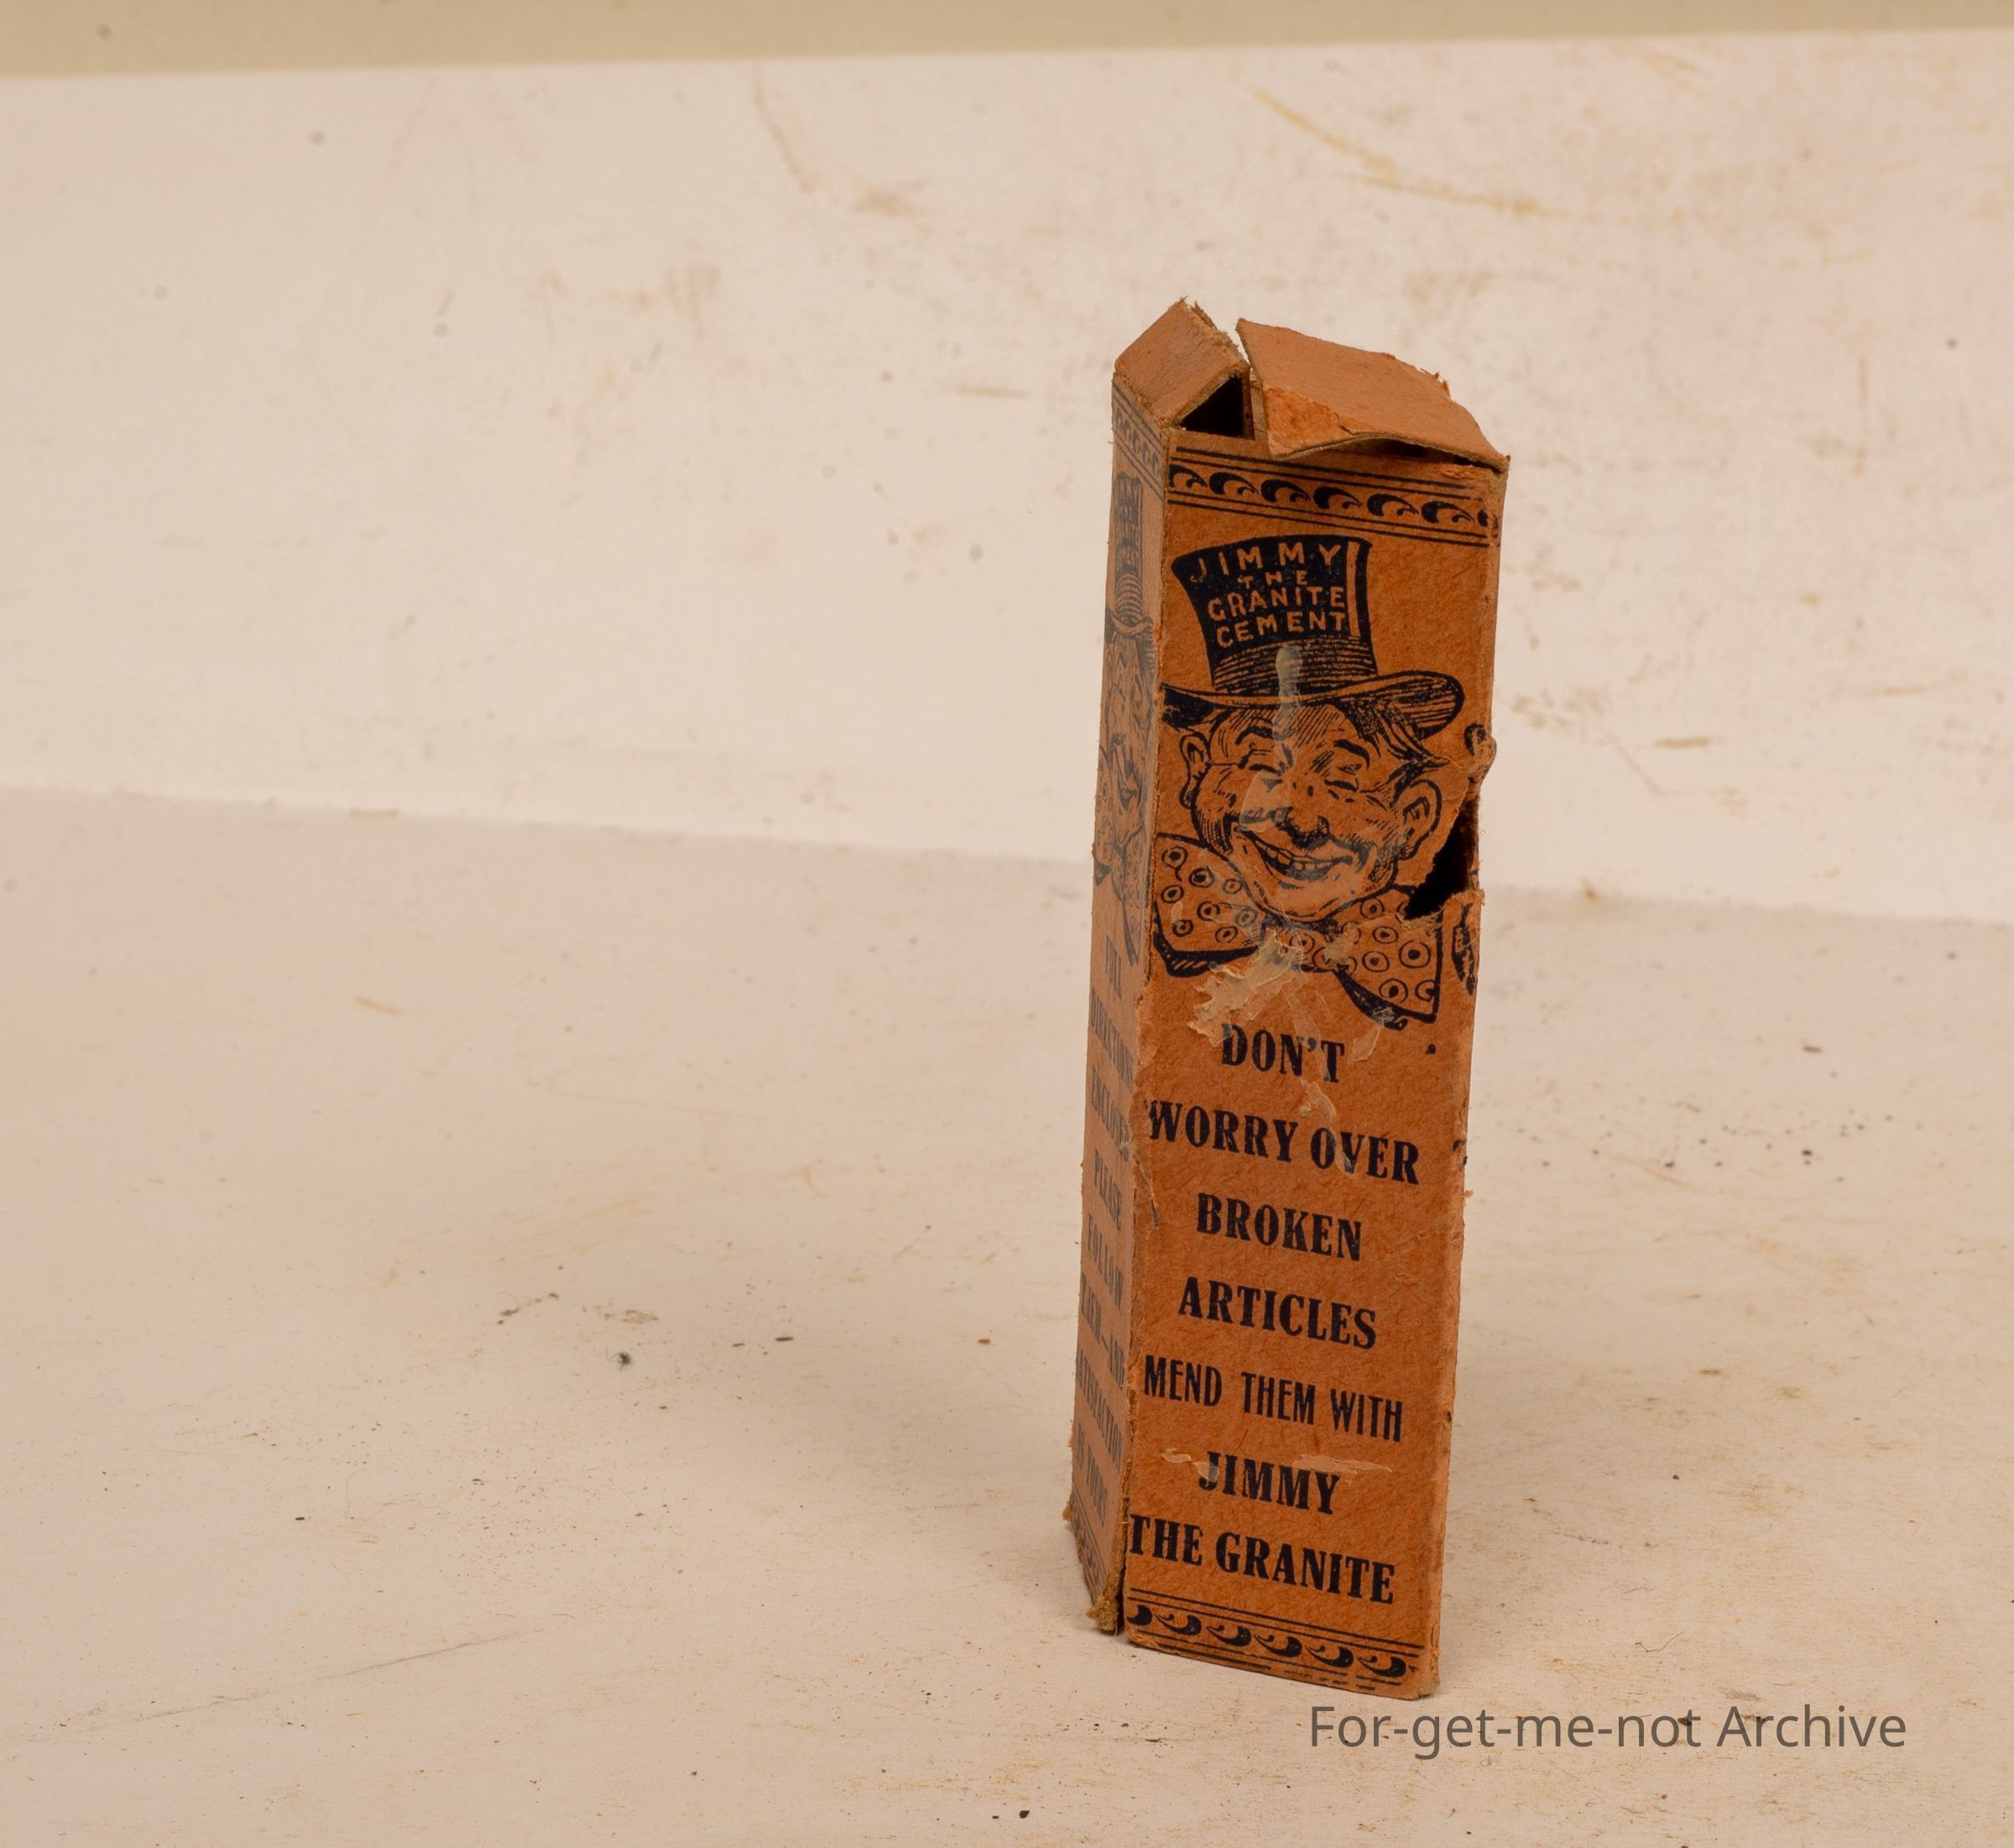 JIMMY
THE
GRANITE
CEMENT
DON'T
WORRY OVER
BROKEN
ARTICLES
MEND THEM WITH
JIMMY
THE GRANITE
PLEASE
FOLLOW
For-get-me-not Archive